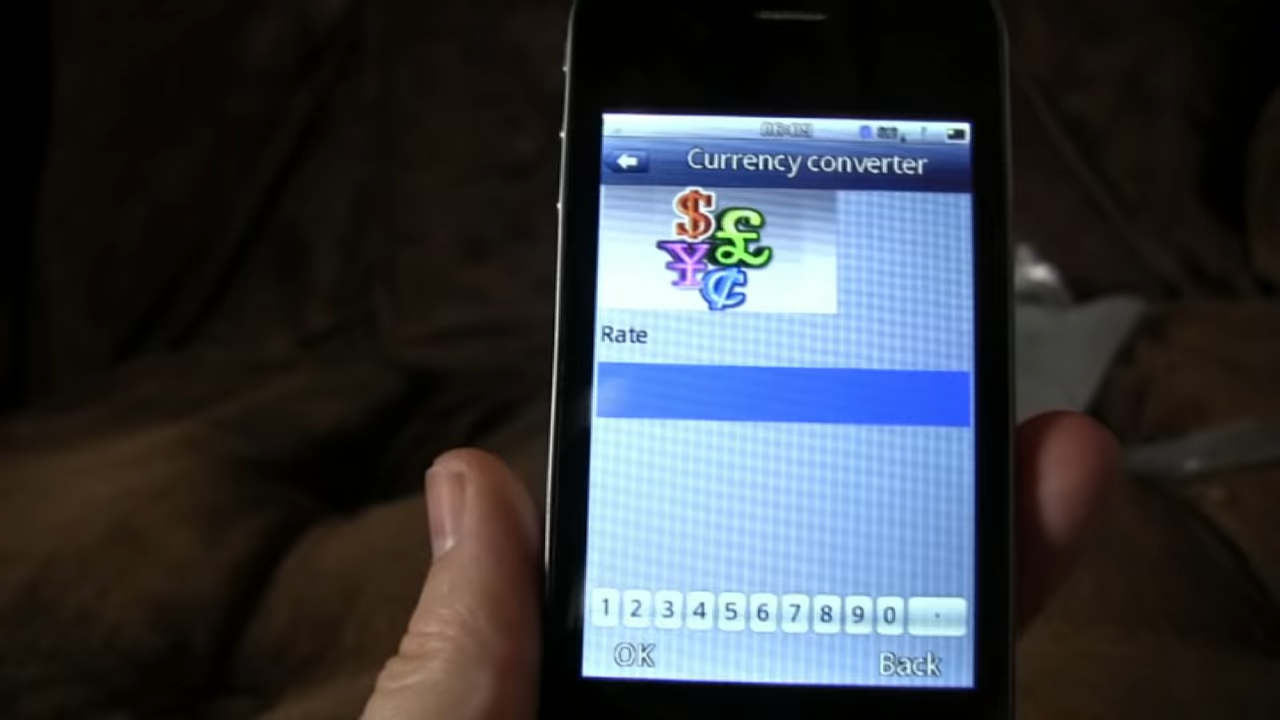 Currency converter
$ £
¥ ¢
Rate
1 2 3 4 5 6 7 8 9 0 .
OK Back